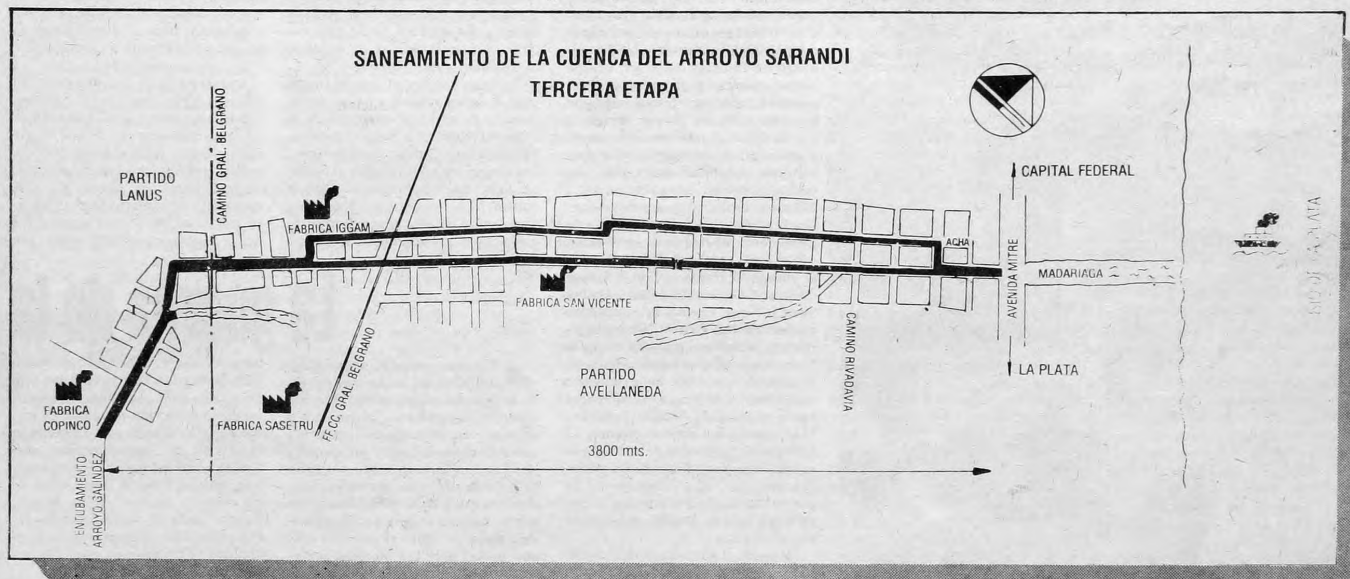 SANEAMIENTO DE LA CUENCA DEL ARROYO SARANDI
TERCERA ETAPA
PARTIDO
LANUS
CAMINO GRAL. BELGRANO
FABRICA IGGAM
CAPITAL FEDERAL
ACHA
AVENIDA MITRE
MADARIAGA
FABRICA SAN VICENTE
FABRICA
COPINCO
FABRICA SASETRU
FF.CC. GRAL. BELGRANO
PARTIDO
AVELLANEDA
CAMINO RIVADAVIA
LA PLATA
3800 mts.
ENTUBAMIENTO
ARROYO GALINDEZ